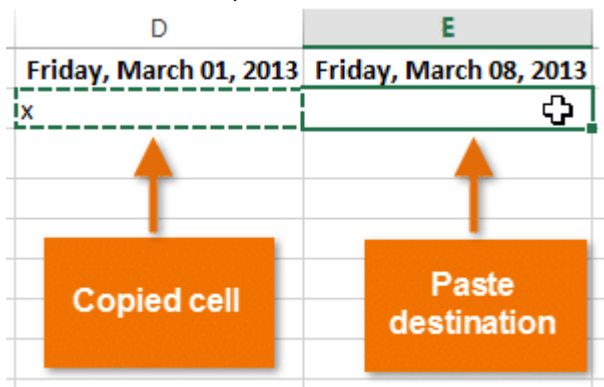 D E
Friday, March 01, 2013 Friday, March 08, 2013
x
Copied cell
Paste
destination